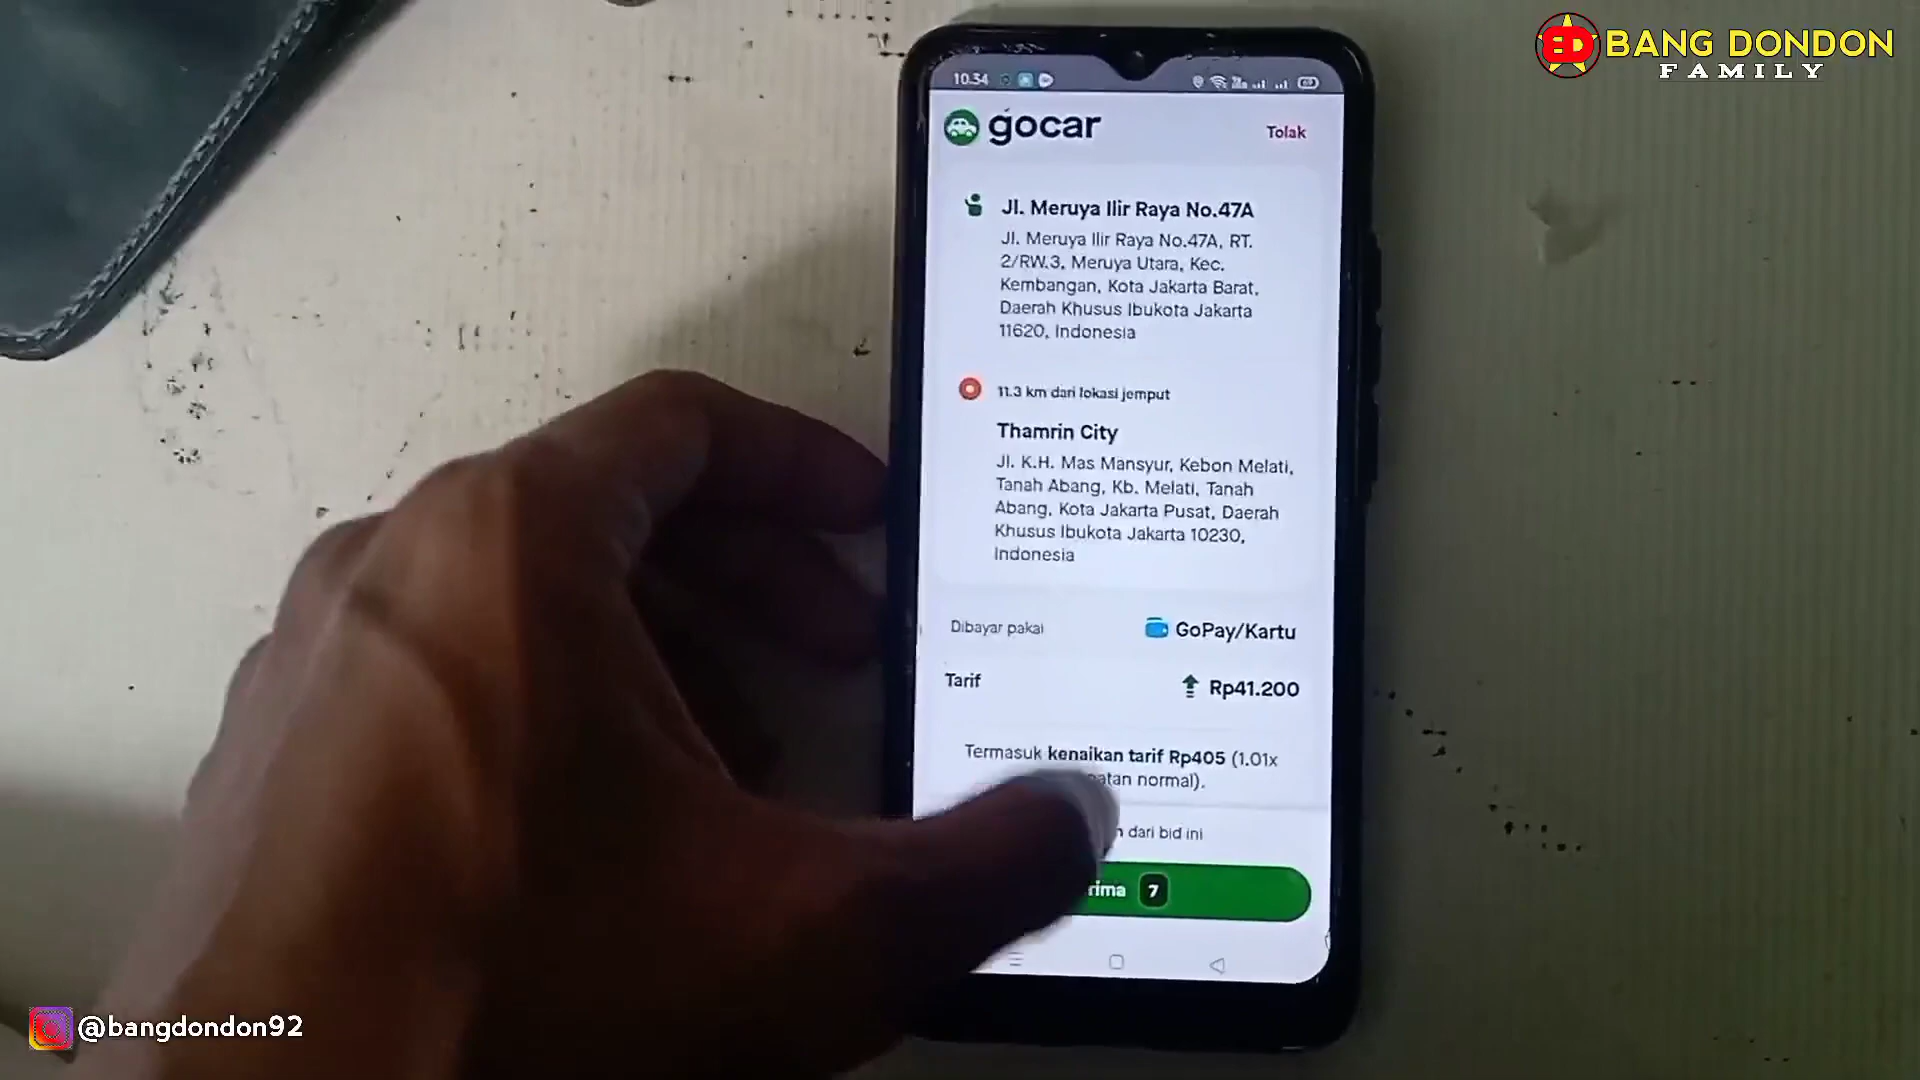 BANG DONDON
FAMILY
10.34
gocar
Tolak
Jl. Meruya Ilir Raya No.47A
Jl. Meruya Ilir Raya No.47A, RT.
2/RW.3, Meruya Utara, Kec.
Kembangan, Kota Jakarta Barat,
Daerah Khusus Ibukota Jakarta
11620, Indonesia
11.3 km dari lokasi jemput
Thamrin City
Jl. K.H. Mas Mansyur, Kebon Melati,
Tanah Abang, Kb. Melati, Tanah
Abang, Kota Jakarta Pusat, Daerah
Khusus Ibukota Jakarta 10230,
Indonesia
Dibayar pakai
GoPay/Kartu
Tarif
Rp41.200
Termasuk kenaikan tarif Rp405 (1.01x
normal).
dari bid ini
7
@bangdondon92